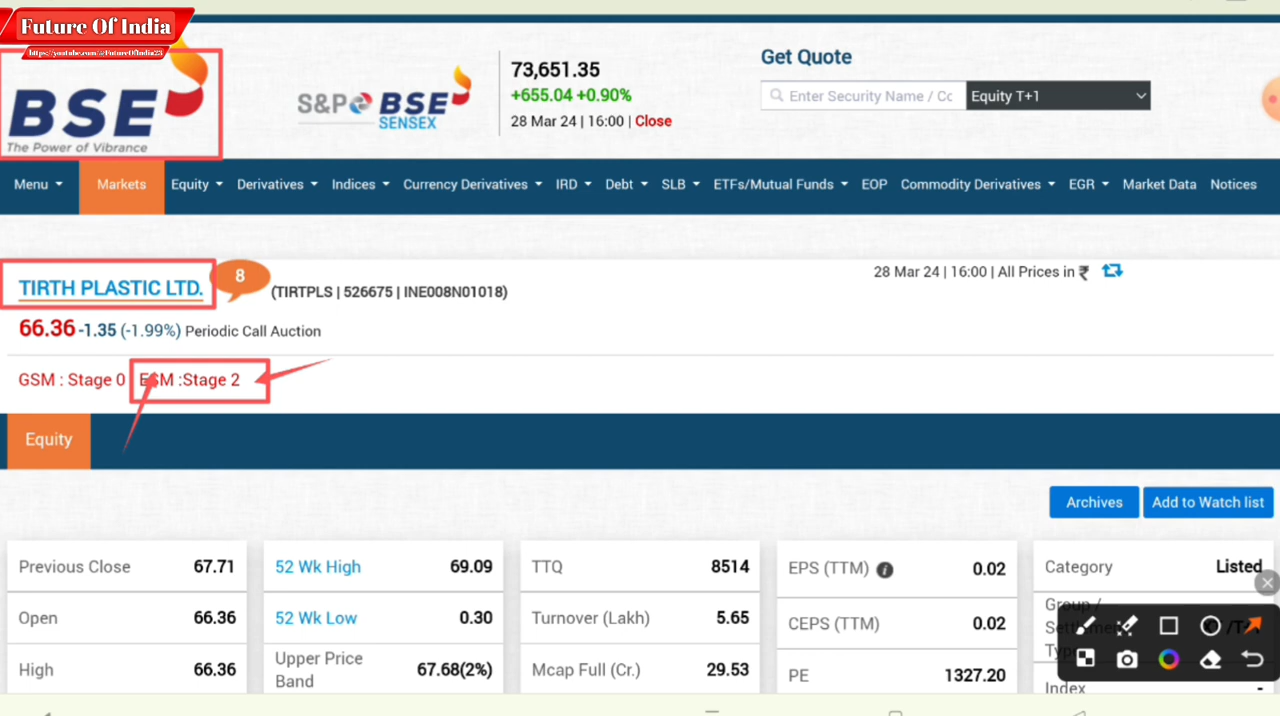 Future Of India
https://youtube.com/@FutureOfIndia23
BSE
The Power of Vibrance
S&P BSE
SENSEX
73,651.35
+655.04 +0.90%
28 Mar 24 | 16:00 | Close
Get Quote
Enter Security Name / Cc
Equity T+1
Menu Markets Equity Derivatives Indices Currency Derivatives IRD Debt SLB ETFs/Mutual Funds EOP Commodity Derivatives EGR Market Data Notices
TIRTH PLASTIC LTD. 8 (TIRTPLS | 526675 | INE008N01018)
28 Mar 24 | 16:00 | All Prices in ₹
66.36 -1.35 (-1.99%) Periodic Call Auction
GSM : Stage 0 ESM :Stage 2
Equity
Archives Add to Watch list
Previous Close 67.71
Open 66.36
High 66.36
52 Wk High 69.09
52 Wk Low 0.30
Upper Price
Band 67.68(2%)
TTQ 8514
Turnover (Lakh) 5.65
Mcap Full (Cr.) 29.53
EPS (TTM) 0.02
CEPS (TTM) 0.02
PE 1327.20
Category Listed
Group /
Index -